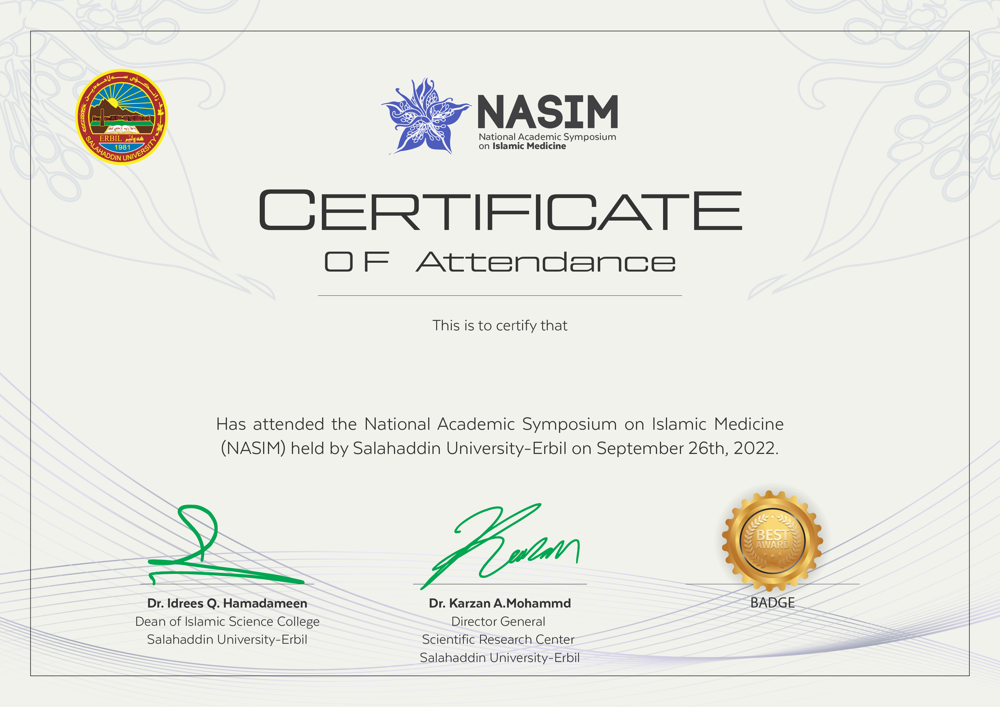 زانکۆی سەلاحەدین
ERBIL هەولێر
1981
SALAHADDIN UNIVERSITY
NASIM
National Academic Symposium
on Islamic Medicine
CERTIFICATE
OF Attendance
This is to certify that
Has attended the National Academic Symposium on Islamic Medicine
(NASIM) held by Salahaddin University-Erbil on September 26th, 2022.
Karzan
BEST
AWARD
Dr. Idrees Q. Hamadameen
Dean of Islamic Science College
Salahaddin University-Erbil
Dr. Karzan A.Mohammd
Director General
Scientific Research Center
Salahaddin University-Erbil
BADGE